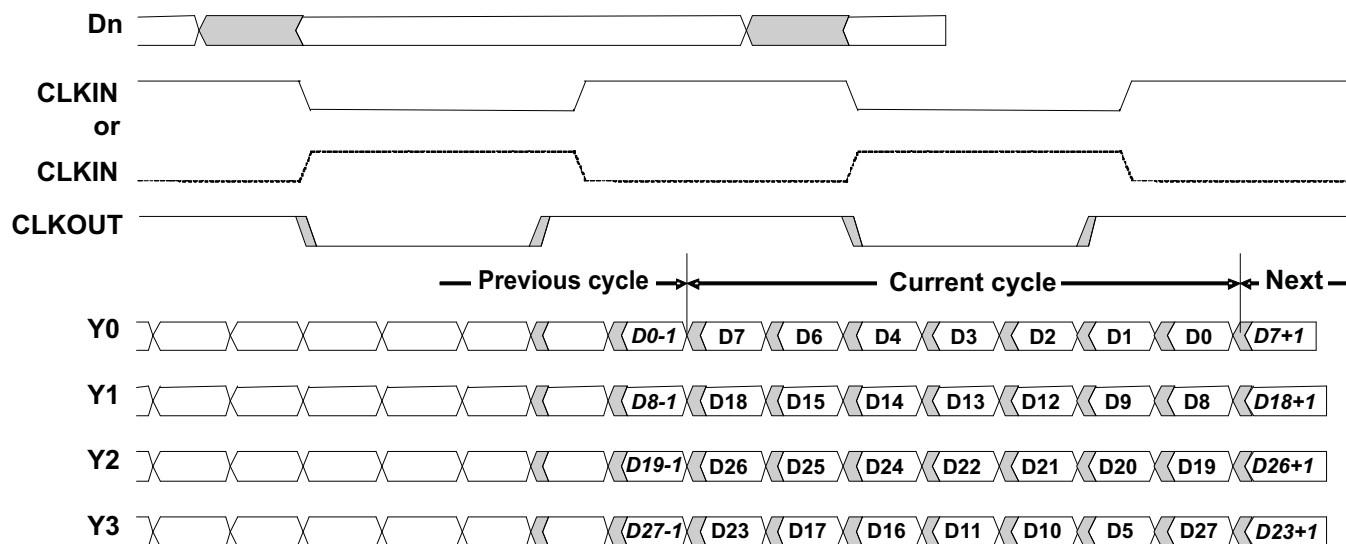 Dn
CLKIN
or
CLKIN
CLKOUT
Previous cycle Current cycle Next
Y0 D0-1 D7 D6 D4 D3 D2 D1 D0 D7+1
Y1 D8-1 D18 D15 D14 D13 D12 D9 D8 D18+1
Y2 D19-1 D26 D25 D24 D22 D21 D20 D19 D26+1
Y3 D27-1 D23 D17 D16 D11 D10 D5 D27 D23+1